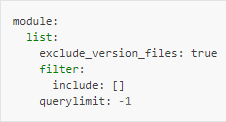 module:
  list:
    exclude_version_files: true
    filter:
      include: []
    querylimit: -1